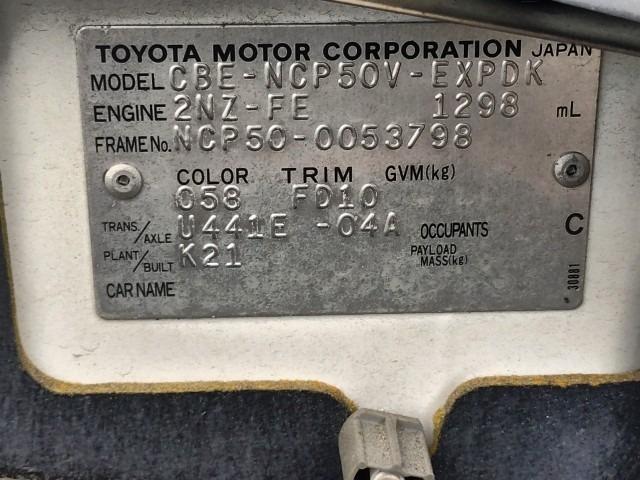 TOYOTA MOTOR CORPORATION JAPAN
MODEL CBE-NCP50V-EXPDK
ENGINE 2NZ-FE 1298 mL
FRAME No. NCP50-0053798
COLOR TRIM GVM(kg)
058 FD10
TRANS./AXLE U441E -04A OCCUPANTS C
PLANT/BUILT K21 PAYLOAD MASS(kg)
CAR NAME
30881